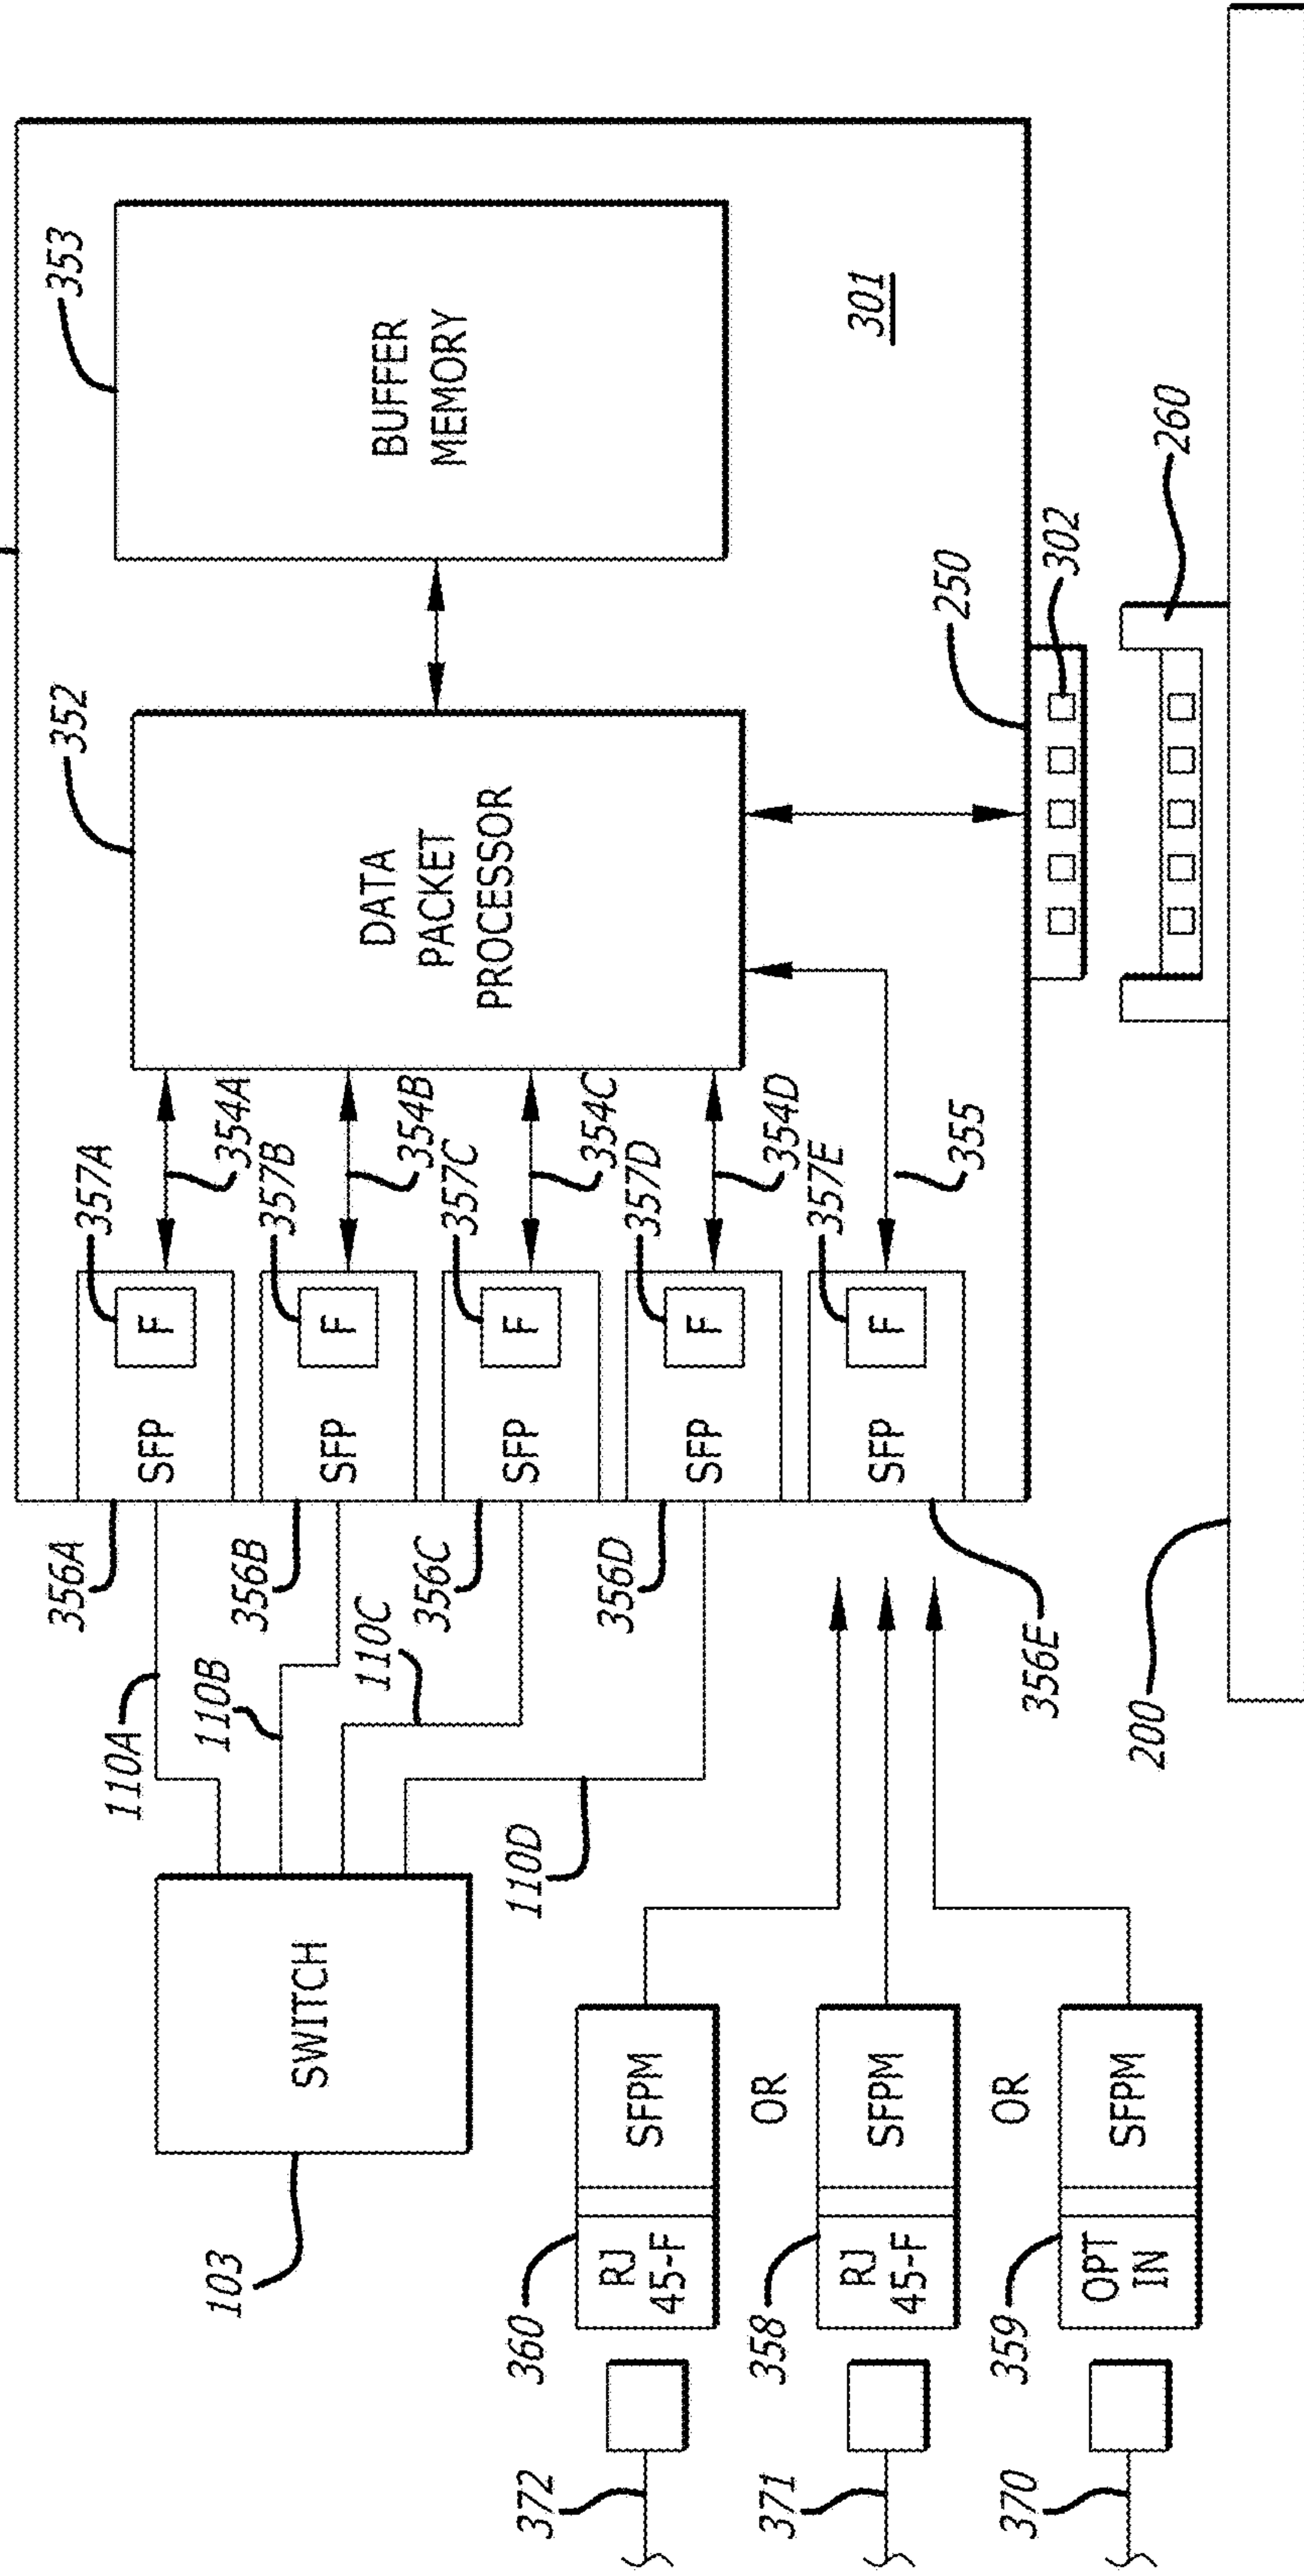 353
352
BUFFER
MEMORY
301
DATA
PACKET
PROCESSOR
250
302
260
357A
354A
357B
354B
357C
354C
357D
354D
357E
355
F
SFP
F
SFP
F
SFP
F
SFP
F
SFP
356A
356B
356C
356D
356E
110A
110B
110C
110D
200
SWITCH
103
360
RJ
45-F
SFPM
OR
358
RJ
45-F
SFPM
OR
359
OPT
IN
SFPM
372
371
370